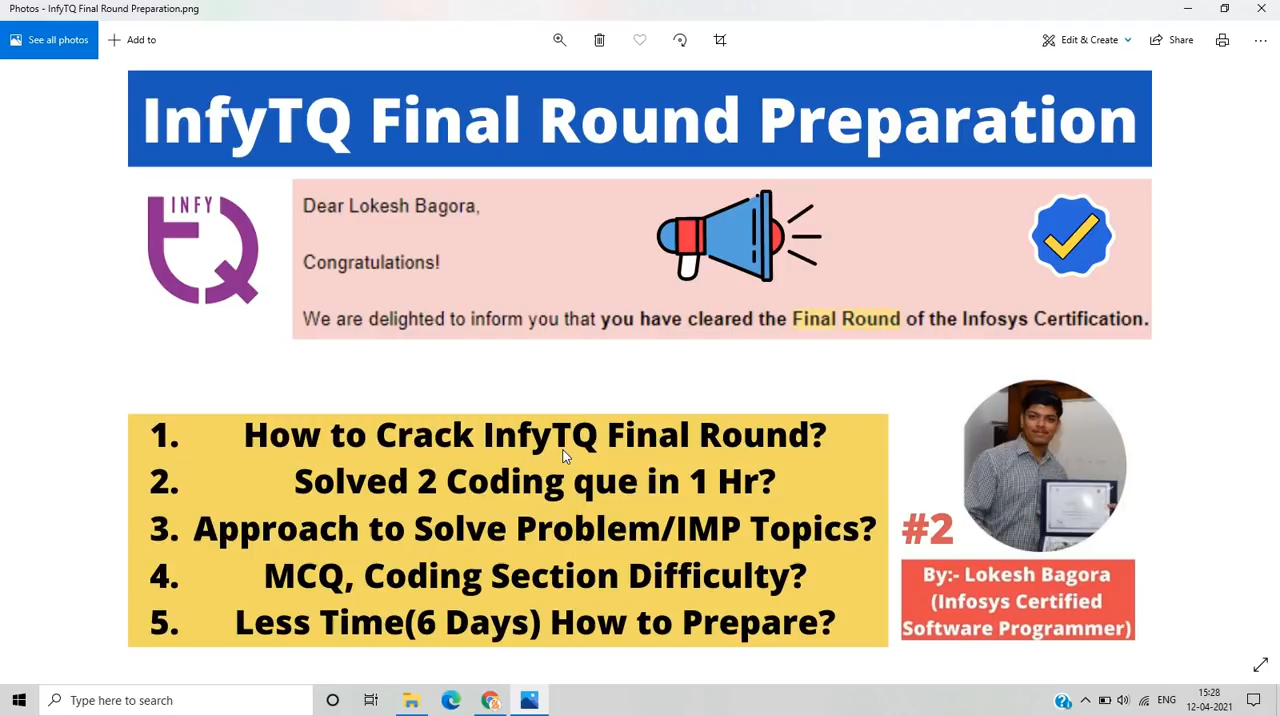 Photos - InfyTQ Final Round Preparation.png
See all photos
Add to
Edit & Create
Share
InfyTQ Final Round Preparation
INFY
TQ
Dear Lokesh Bagora,
Congratulations!
We are delighted to inform you that you have cleared the Final Round of the Infosys Certification.
1. How to Crack InfyTQ Final Round?
2. Solved 2 Coding que in 1 Hr?
3. Approach to Solve Problem/IMP Topics?
4. MCQ, Coding Section Difficulty?
5. Less Time(6 Days) How to Prepare?
#2
By:- Lokesh Bagora
(Infosys Certified
Software Programmer)
Type here to search
ENG
15:28
12-04-2021